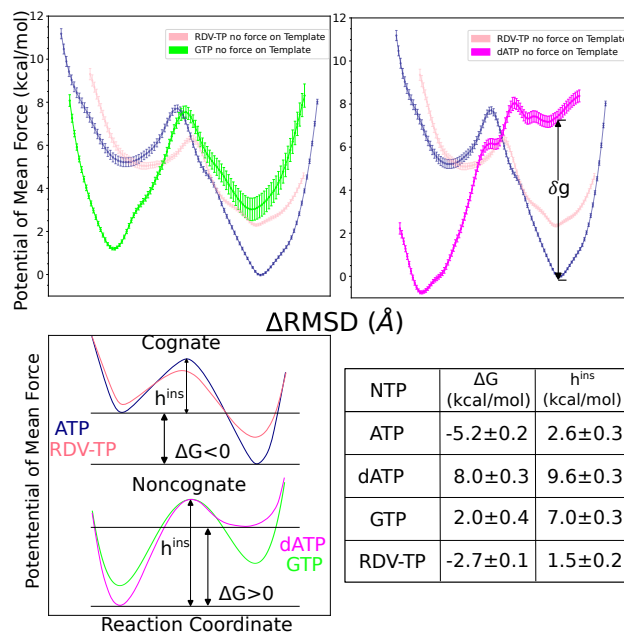 Potential of Mean Force (kcal/mol)
12
10
8
6
4
2
0
RDV-TP no force on Template
GTP no force on Template
12
10
8
6
4
2
0
RDV-TP no force on Template
dATP no force on Template
δg
ΔRMSD (Å)
Potentential of Mean Force
Cognate
h^ins
ATP
RDV-TP
ΔG<0
Noncognate
h^ins
dATP
GTP
ΔG>0
Reaction Coordinate
NTP ΔG (kcal/mol) h^ins (kcal/mol)
ATP -5.2±0.2 2.6±0.3
dATP 8.0±0.3 9.6±0.3
GTP 2.0±0.4 7.0±0.3
RDV-TP -2.7±0.1 1.5±0.2